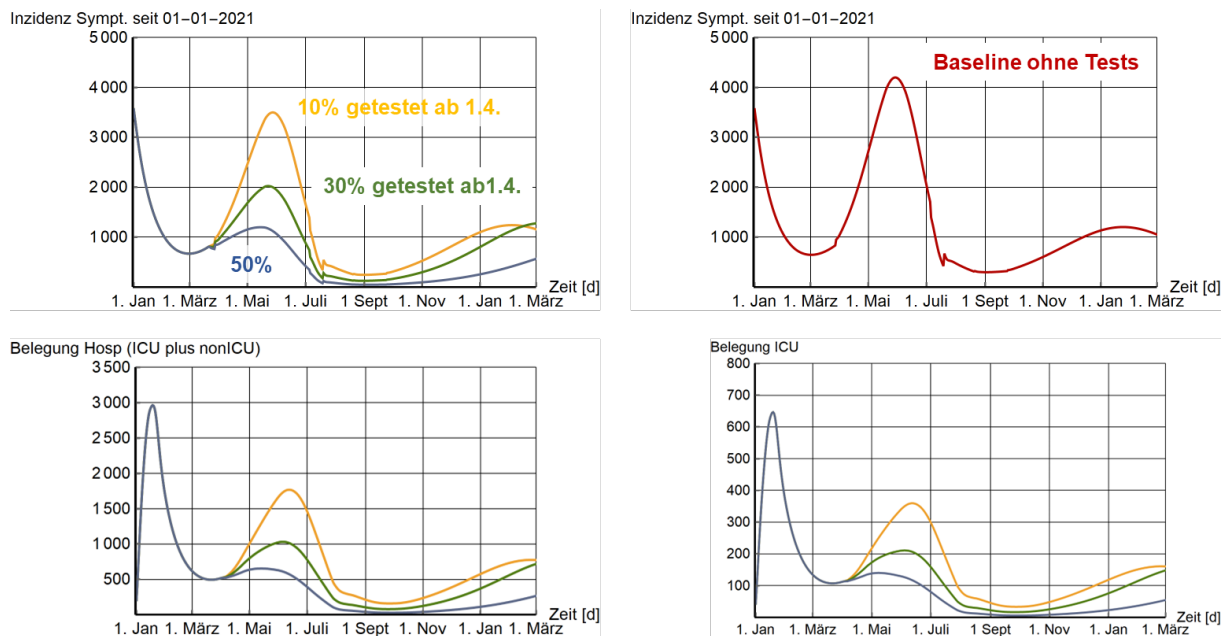 Inzidenz Sympt. seit 01-01-2021
5 000
4 000
3 000
2 000
1 000
10% getestet ab 1.4.
30% getestet ab1.4.
50%
1. Jan 1. März 1. Mai 1. Juli 1 Sept 1. Nov 1. Jan 1. März
Zeit [d]
Inzidenz Sympt. seit 01-01-2021
5 000
4 000
3 000
2 000
1 000
Baseline ohne Tests
1. Jan 1. März 1. Mai 1. Juli 1 Sept 1. Nov 1. Jan 1. März
Zeit [d]
Belegung Hosp (ICU plus nonICU)
3 500
3 000
2 500
2 000
1 500
1 000
500
1. Jan 1. März 1. Mai 1. Juli 1 Sept 1. Nov 1. Jan 1. März
Zeit [d]
Belegung ICU
800
700
600
500
400
300
200
100
1. Jan 1. März 1. Mai 1. Juli 1 Sept 1. Nov 1. Jan 1. März
Zeit [d]